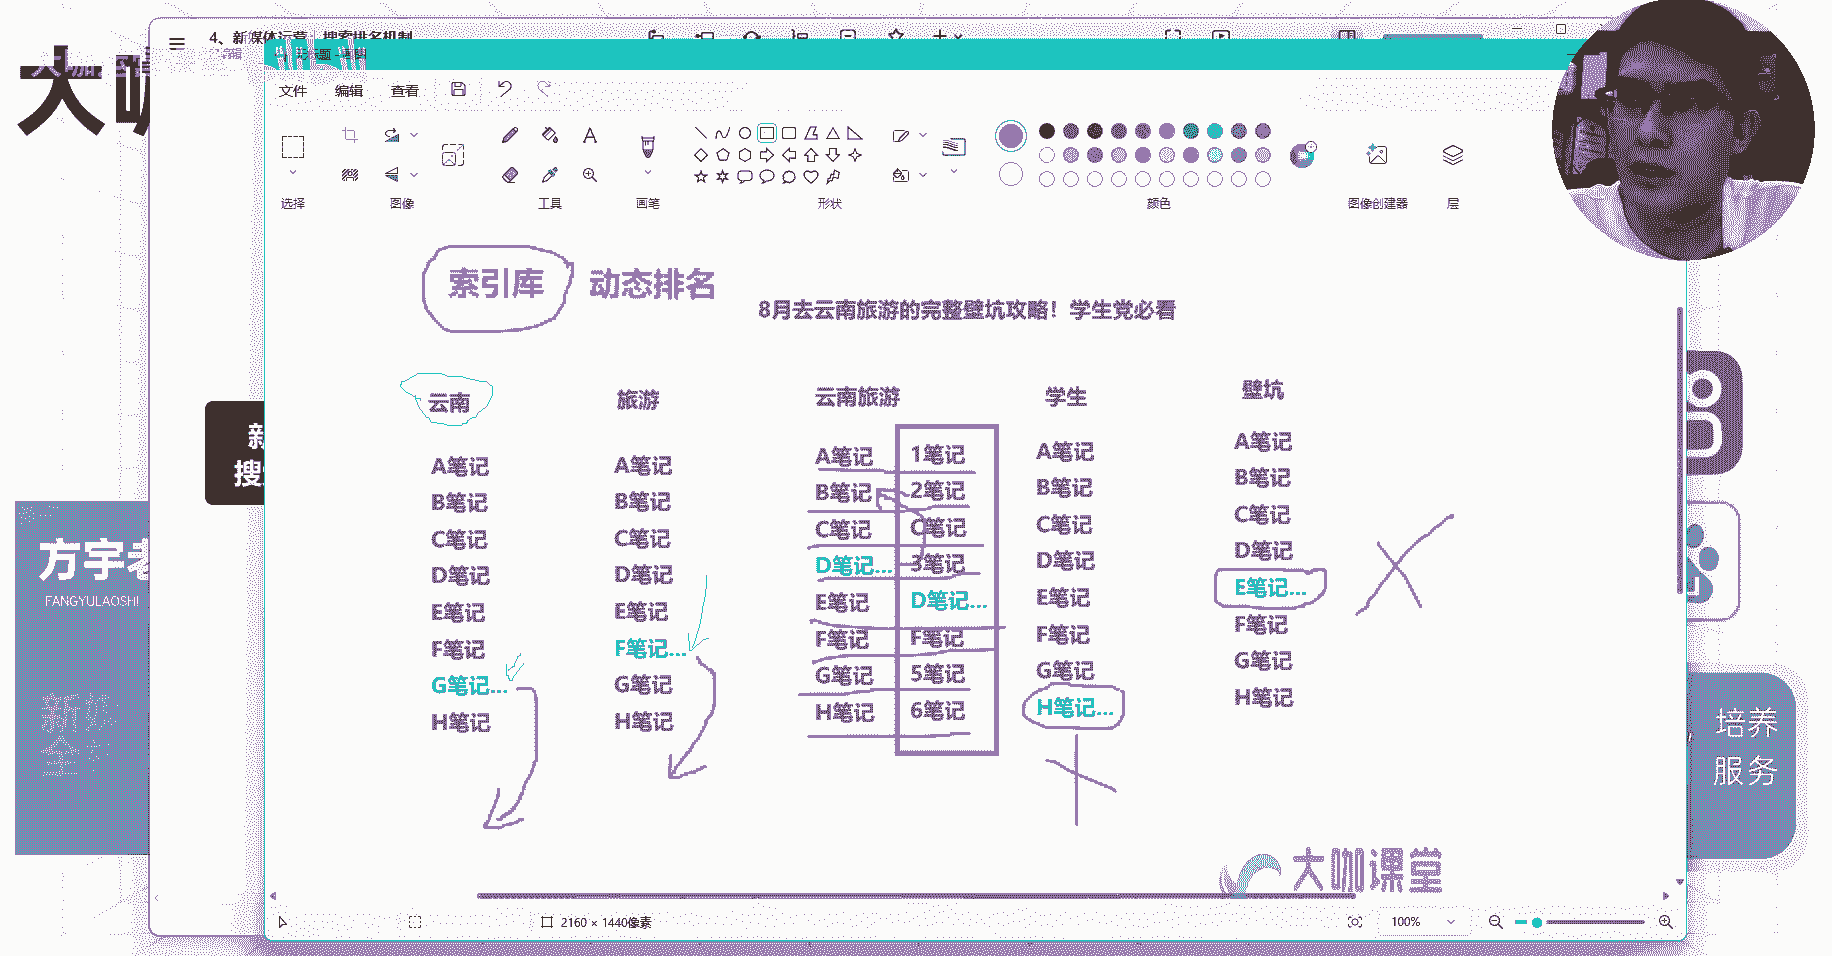 4、新媒体运营
搜索排名机制
编辑
文件 编辑 查看
选择 图像 工具 画笔 形状 颜色 图像创建器 层
大
索引库 动态排名
8月去云南旅游的完整壁坑攻略！学生党必看
云南
A笔记
B笔记
C笔记
D笔记
E笔记
F笔记
G笔记...
H笔记
旅游
A笔记
B笔记
C笔记
D笔记
E笔记
F笔记...
G笔记
H笔记
云南旅游
A笔记 1笔记
B笔记 2笔记
C笔记 C笔记
D笔记... 3笔记
E笔记 D笔记...
F笔记 F笔记
G笔记 5笔记
H笔记 6笔记
学生
A笔记
B笔记
C笔记
D笔记
E笔记
F笔记
G笔记
H笔记...
壁坑
A笔记
B笔记
C笔记
D笔记
E笔记...
F笔记
G笔记
H笔记
新
搜
方宇
FANGYULAOSHI
培养
服务
大咖课堂
2160 × 1440像素
100%